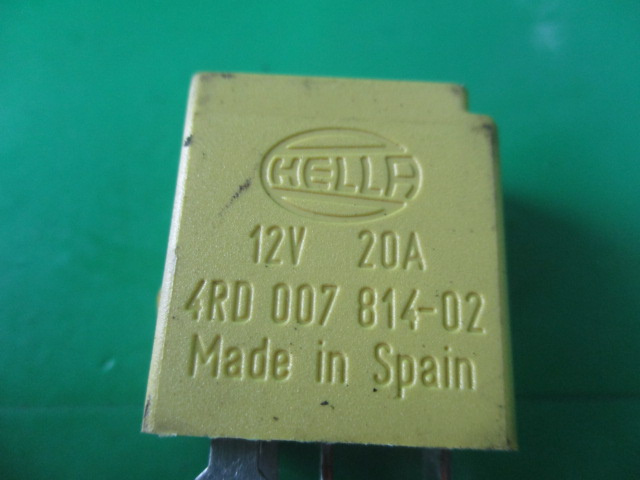 HELLA
12V 20A
4RD 007 814-02
Made in Spain